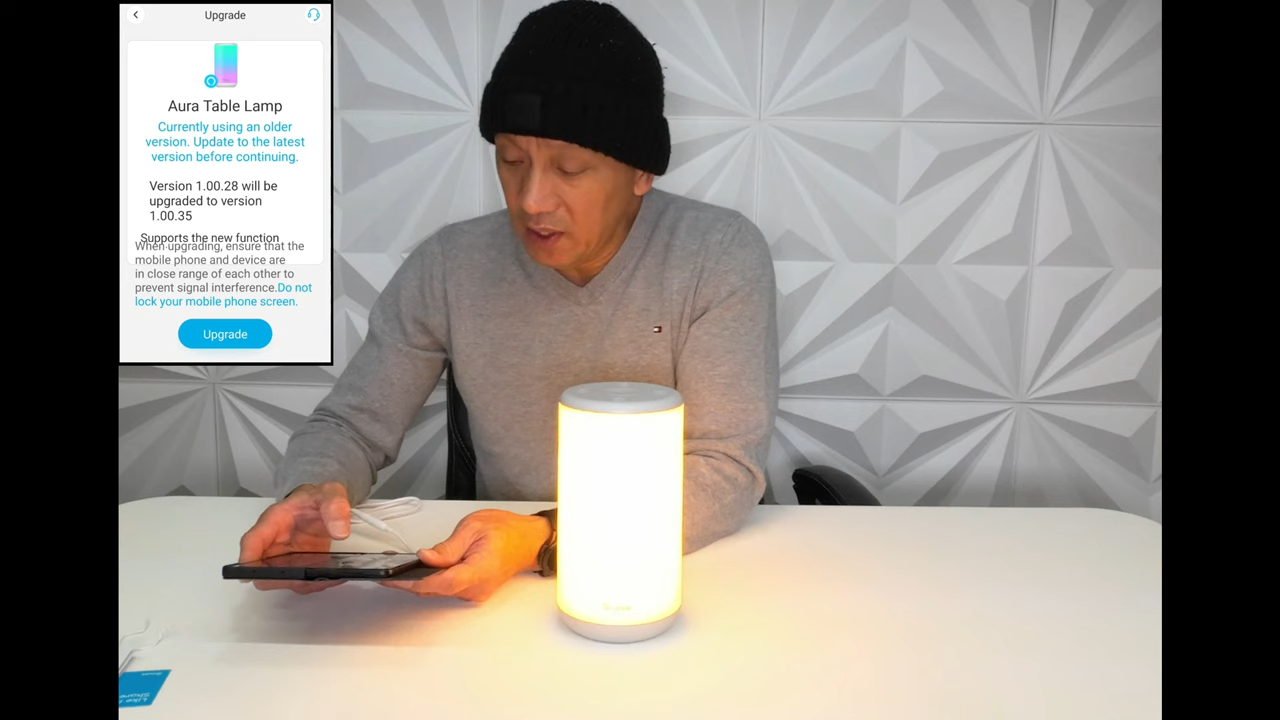 Upgrade
Aura Table Lamp
Currently using an older
version. Update to the latest
version before continuing.
Version 1.00.28 will be
upgraded to version
1.00.35
Supports the new function
When upgrading, ensure that the
mobile phone and device are
in close range of each other to
prevent signal interference.Do not
lock your mobile phone screen.
Upgrade